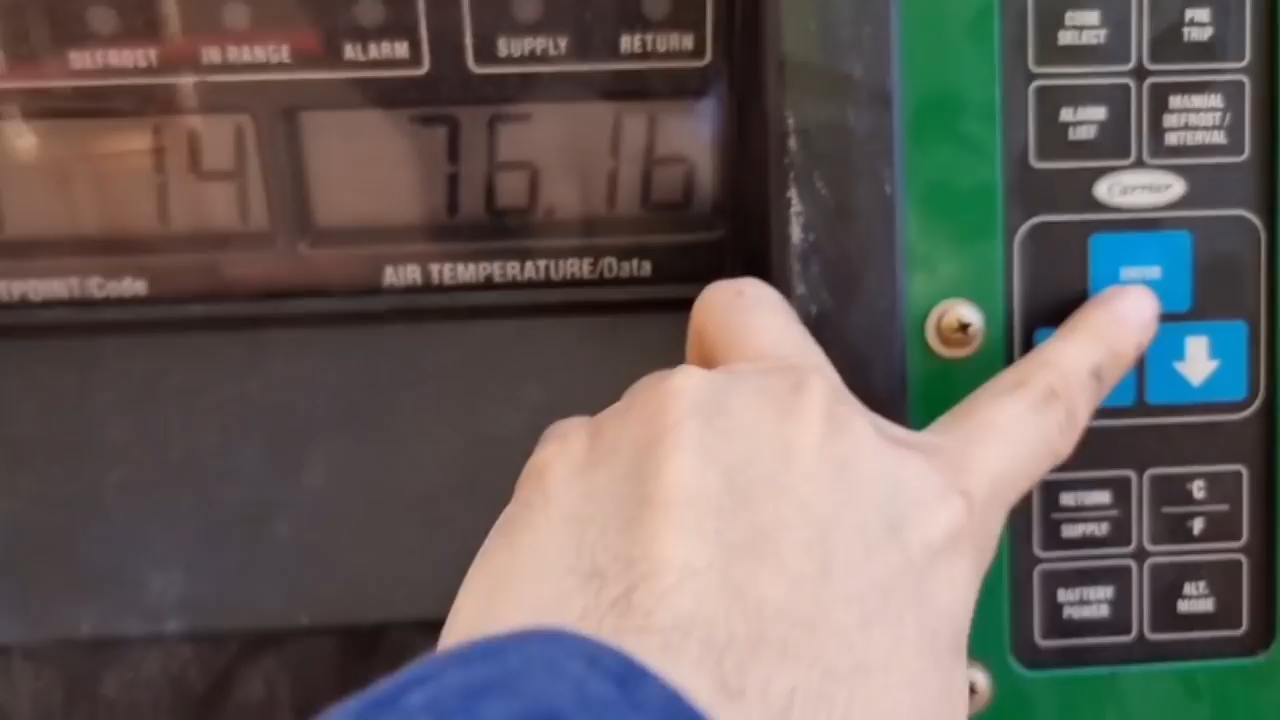 DEFROST IN RANGE ALARM
SUPPLY RETURN
14
76.16
AIR TEMPERATURE/Data
CODE
SELECT
PRE
TRIP
ALARM
LIST
MANUAL
DEFROST/
INTERVAL
Carrier
ENTER
RETURN
SUPPLY
°C
°F
BATTERY
POWER
ALT.
MODE